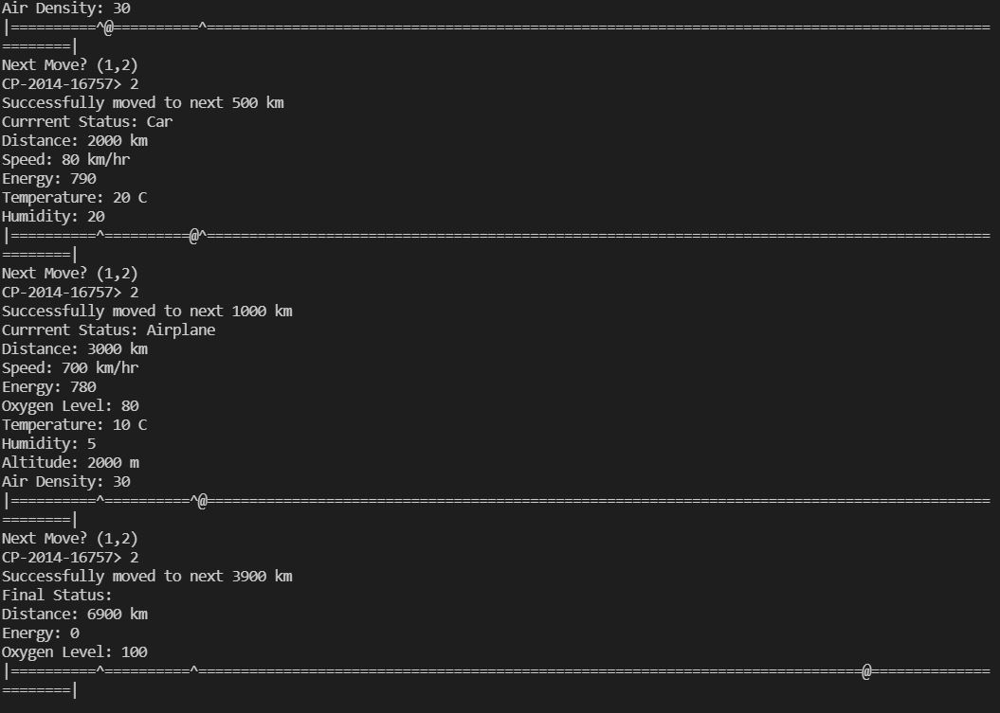 Air Density: 30
|==========^@==========^============================================================================================
========|
Next Move? (1,2)
CP-2014-16757> 2
Successfully moved to next 500 km
Currrent Status: Car
Distance: 2000 km
Speed: 80 km/hr
Energy: 790
Temperature: 20 C
Humidity: 20
|==========^==========@^============================================================================================
========|
Next Move? (1,2)
CP-2014-16757> 2
Successfully moved to next 1000 km
Currrent Status: Airplane
Distance: 3000 km
Speed: 700 km/hr
Energy: 780
Oxygen Level: 80
Temperature: 10 C
Humidity: 5
Altitude: 2000 m
Air Density: 30
|==========^==========^@============================================================================================
========|
Next Move? (1,2)
CP-2014-16757> 2
Successfully moved to next 3900 km
Final Status:
Distance: 6900 km
Energy: 0
Oxygen Level: 100
|==========^==========^==============================================================================@==============
========|